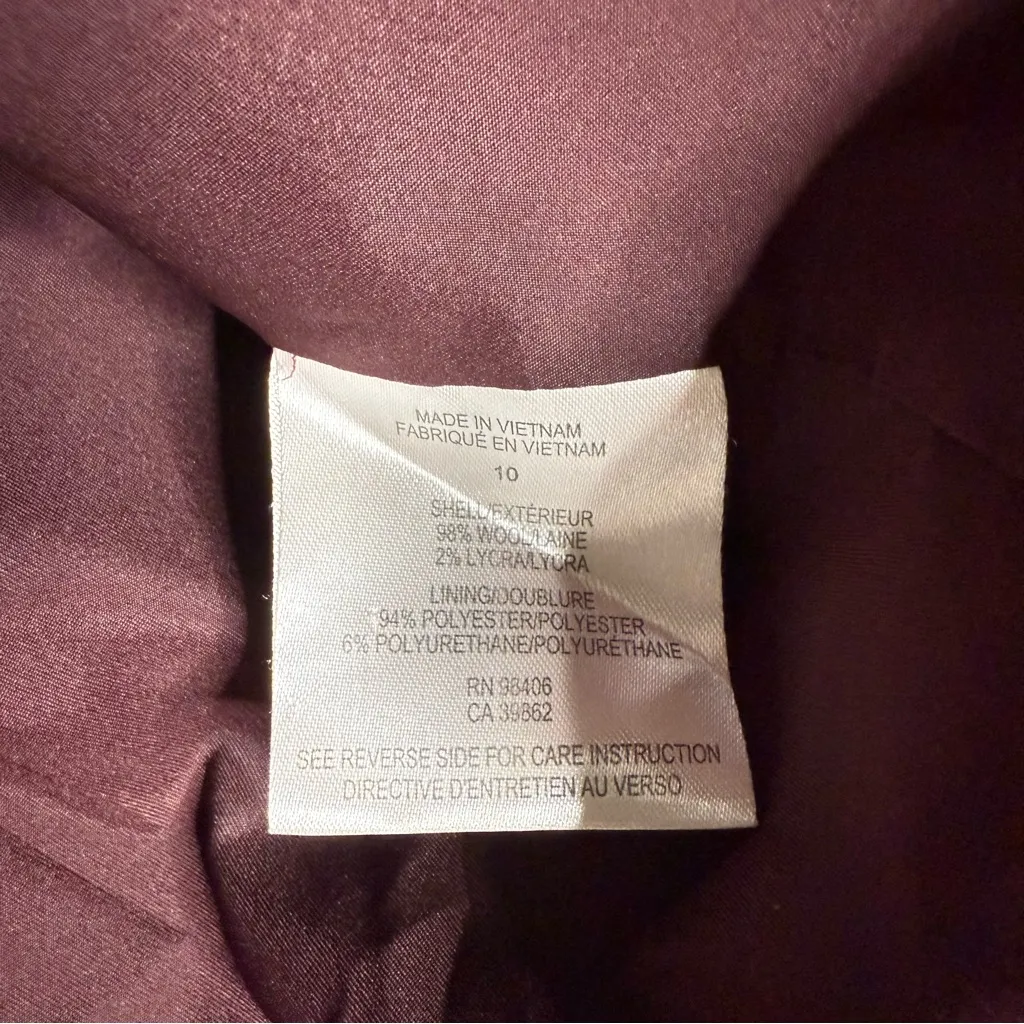 MADE IN VIETNAM
FABRIQUÉ EN VIETNAM
10
SHELL/EXTÉRIEUR
98% WOOL/LAINE
2% LYCRA/LYCRA
LINING/DOUBLURE
94% POLYESTER/POLYESTER
6% POLYURETHANE/POLYURÉTHANE
RN 98406
CA 39862
SEE REVERSE SIDE FOR CARE INSTRUCTION
DIRECTIVE D'ENTRETIEN AU VERSO